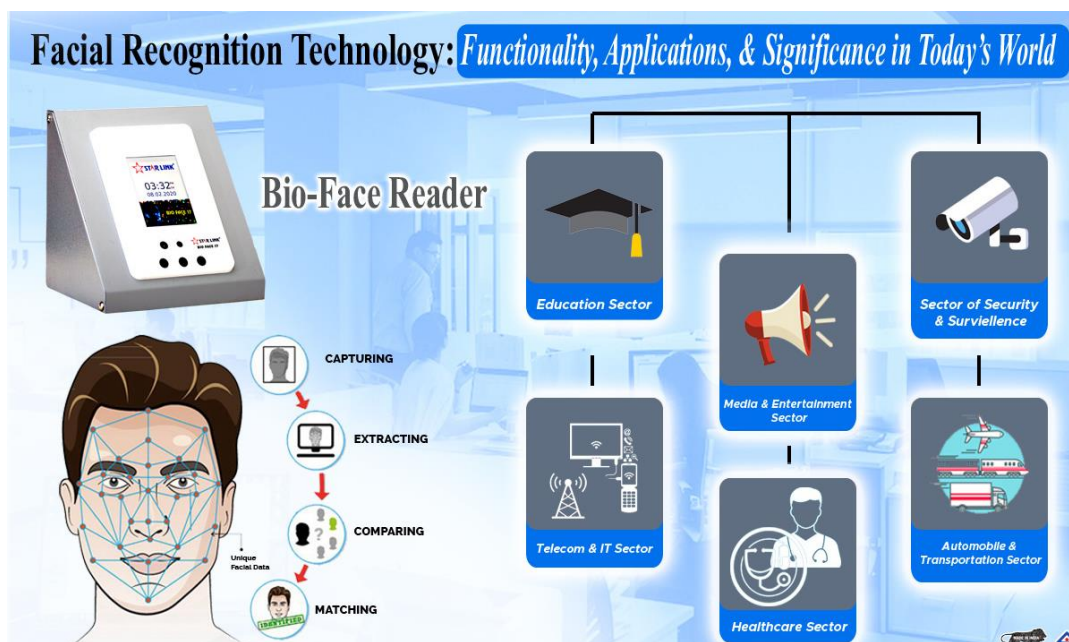 Facial Recognition Technology: Functionality, Applications, & Significance in Today's World
STAR LINK
03:32
08.02.2020
BIO FACE
STAR LINK
Bio-Face Reader
CAPTURING
EXTRACTING
COMPARING
MATCHING
IDENTIFIED
Unique
Facial Data
Education Sector
Media & Entertainment
Sector
Sector of Security
& Surviellence
Telecom & IT Sector
Healthcare Sector
Automobile &
Transportation Sector